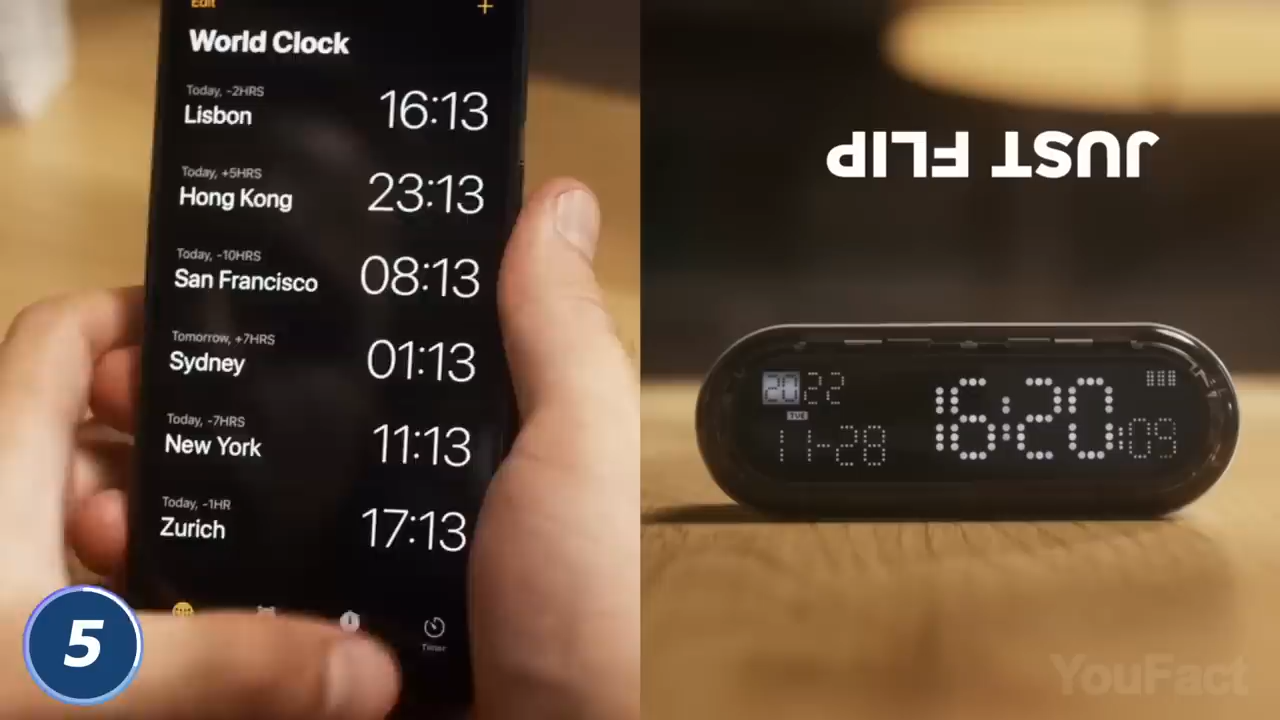 Edit
+
World Clock
Today, -2HRS
Lisbon
16:13
Today, +5HRS
Hong Kong
23:13
Today, -10HRS
San Francisco
08:13
Tomorrow, +7HRS
Sydney
01:13
Today, -7HRS
New York
11:13
Today, -1HR
Zurich
17:13
Timer
5
JUST FLIP
2022
TUE
11-28
16:20:09
YouFact